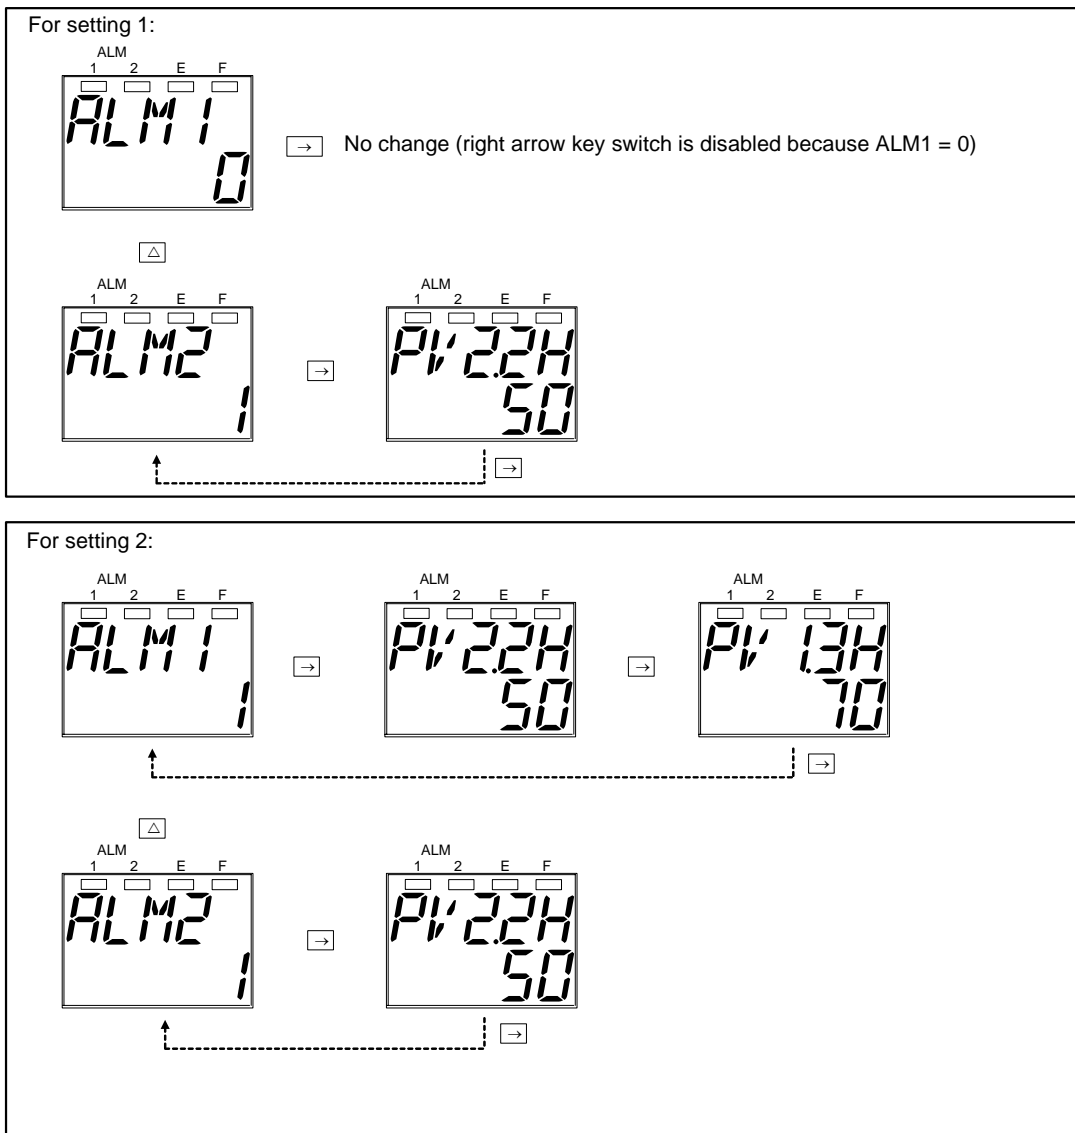 For setting 1:
ALM
1 2 E F
ALM1
0
→ No change (right arrow key switch is disabled because ALM1 = 0)
△
ALM
1 2 E F
ALM2
1
→
ALM
1 2 E F
PV2.2H
50
→
For setting 2:
ALM
1 2 E F
ALM1
1
→
ALM
1 2 E F
PV2.2H
50
→
ALM
1 2 E F
PV1.3H
70
→
△
ALM
1 2 E F
ALM2
1
→
ALM
1 2 E F
PV2.2H
50
→